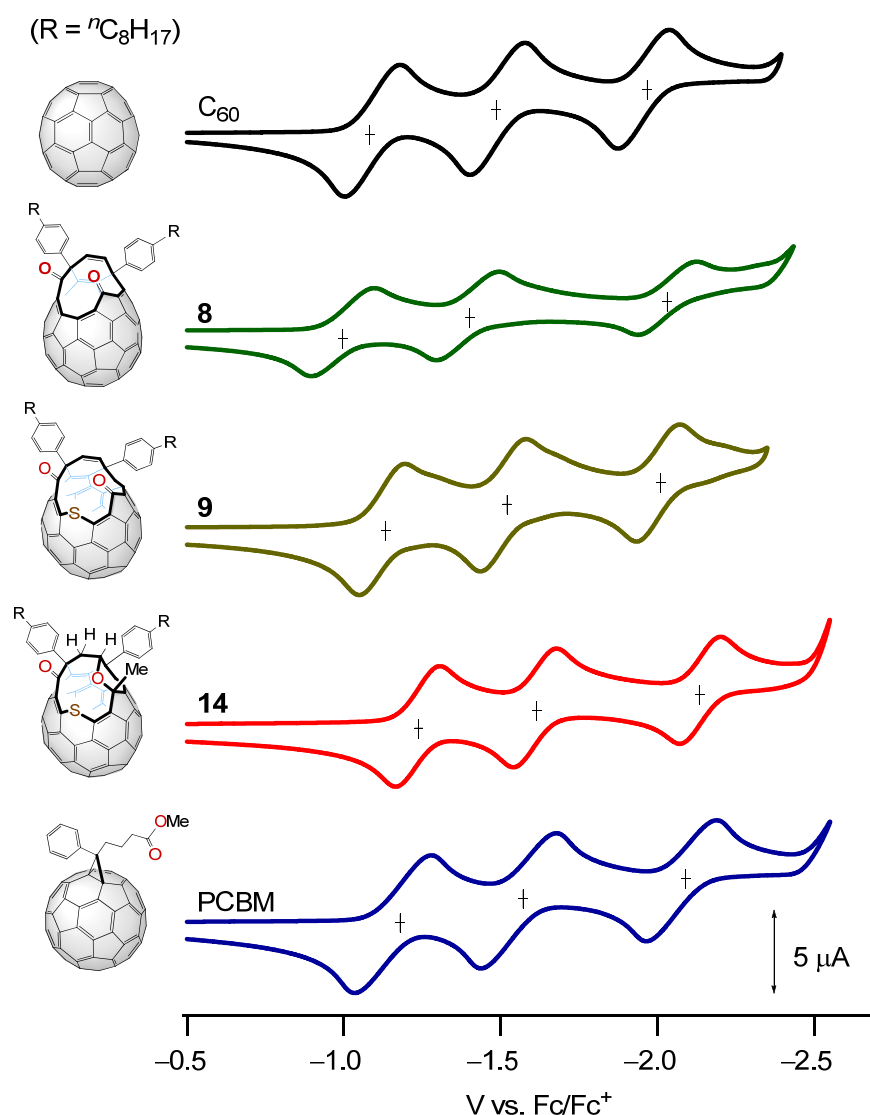 (R = ⁿC₈H₁₇)
C₆₀
R
R
O
O
8
R
R
O
O
S
9
R
H
H
H
R
O
O
Me
S
14
OMe
O
PCBM
5 μA
–0.5 –1.0 –1.5 –2.0 –2.5
V vs. Fc/Fc⁺